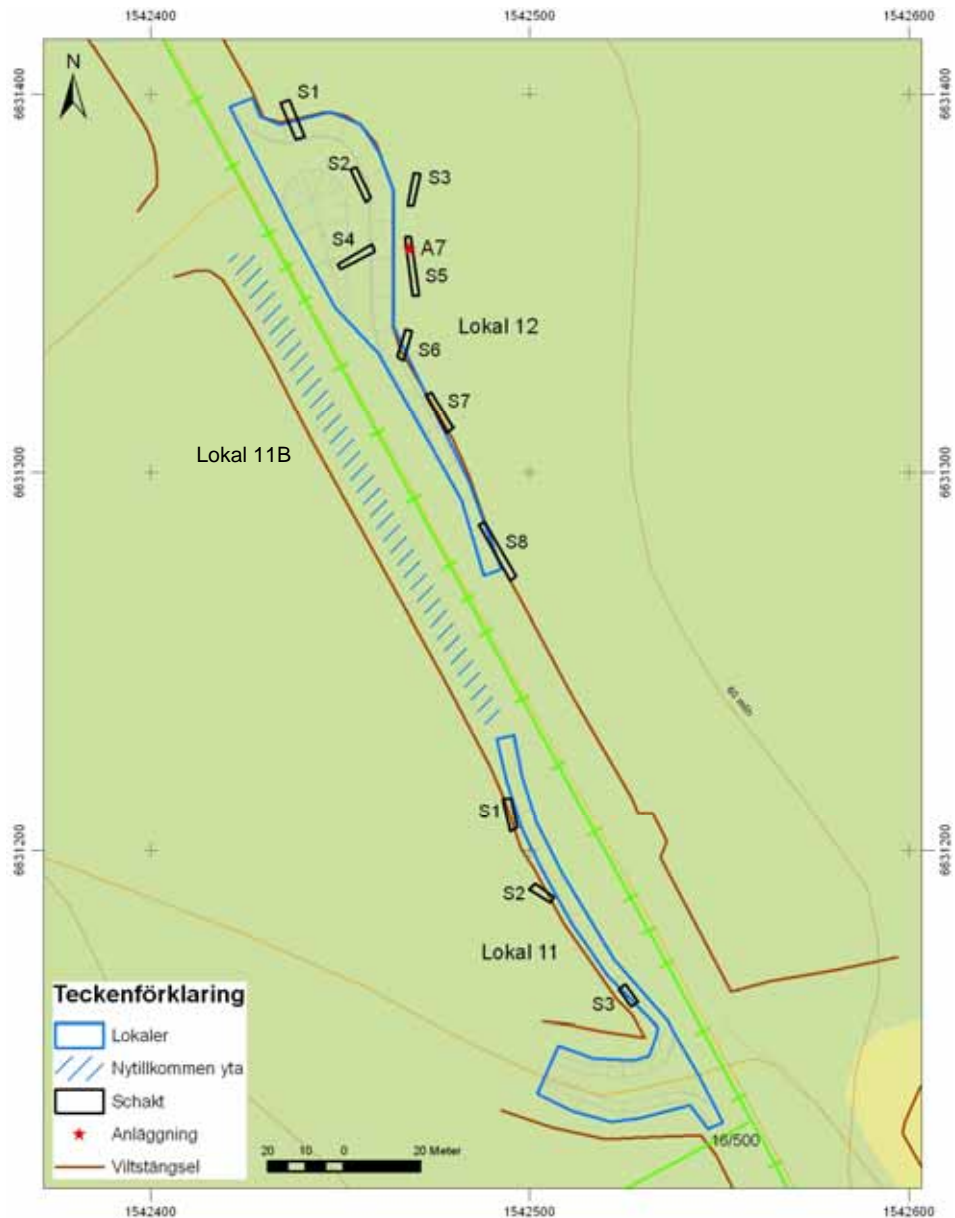 1542400
1542500
1542600
6631400
6631400
N
S1
S2
S3
S4
A7
S5
Lokal 12
S6
S7
Lokal 11B
6631300
6631300
S8
60 möh
S1
6631200
6631200
S2
Lokal 11
S3
Teckenförklaring
Lokaler
Nytillkommen yta
Schakt
Anläggning
Viltstängsel
20 10 0 20 Meter
16/500
1542400
1542500
1542600